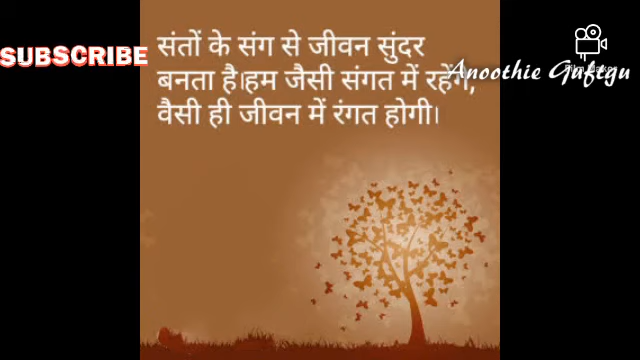 SUBSCRIBE
संतों के संग से जीवन सुंदर
बनता है।हम जैसी संगत में रहेंगे,
वैसी ही जीवन में रंगत होगी।
Anoothie Guftgu